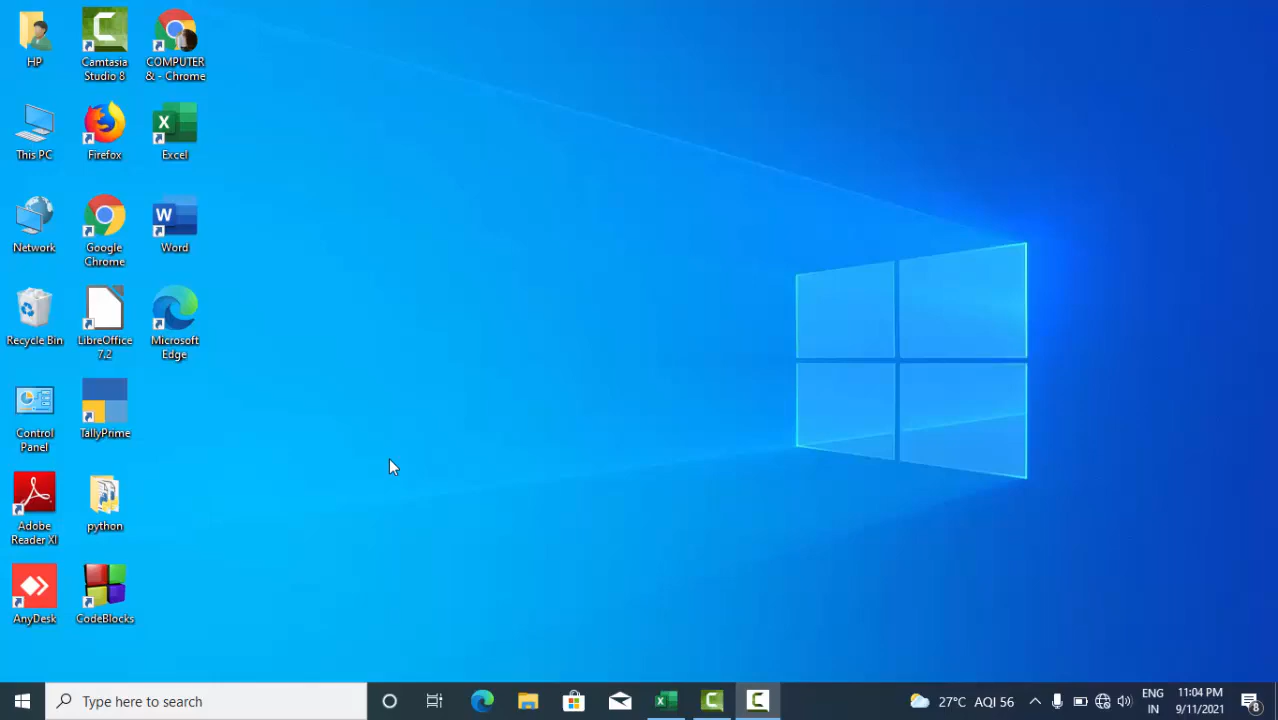 HP
Camtasia
Studio 8
COMPUTER
& - Chrome
This PC
Firefox
Excel
Network
Google
Chrome
Word
Recycle Bin
LibreOffice
7.2
Microsoft
Edge
Control
Panel
TallyPrime
Adobe
Reader XI
python
AnyDesk
CodeBlocks
Type here to search
27°C AQI 56
ENG
IN
11:04 PM
9/11/2021
8